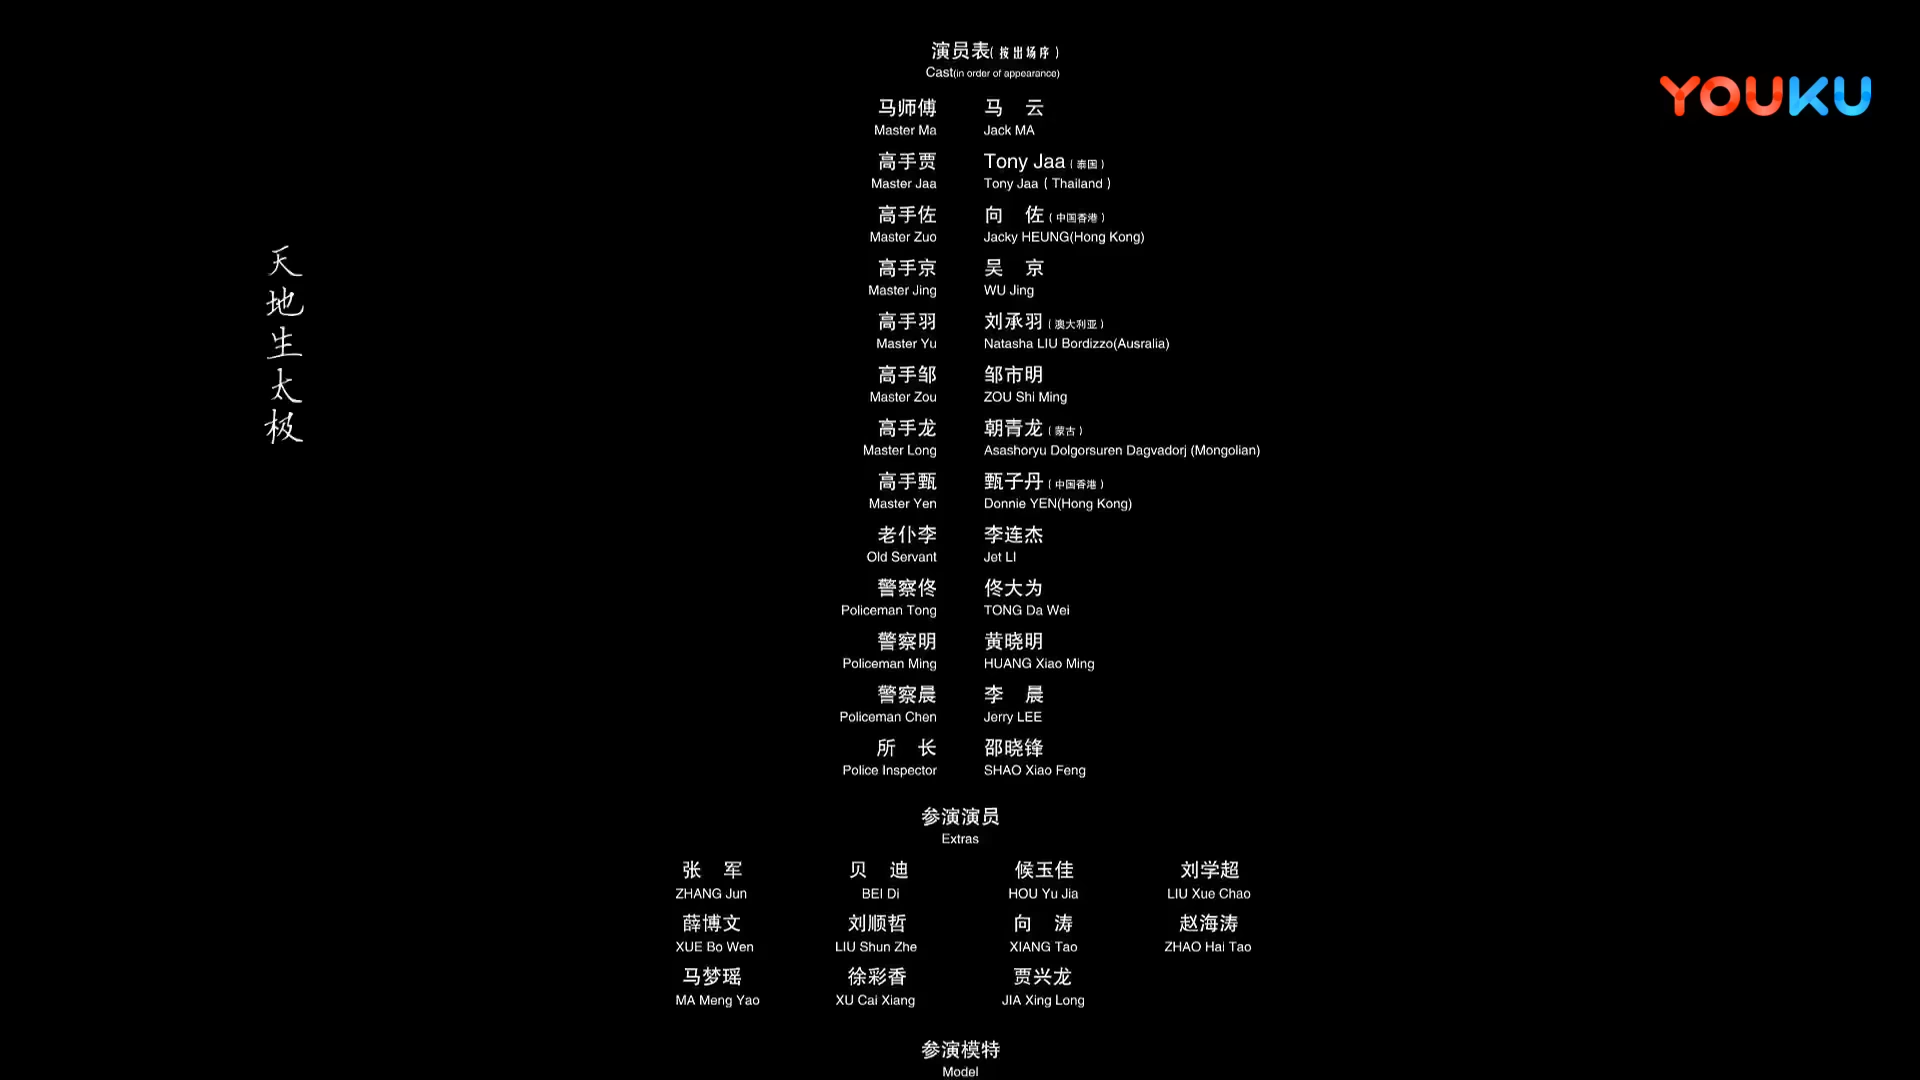 演员表(按出场序)
Cast(in order of appearance)
马师傅 马 云
Master Ma Jack MA
高手贾 Tony Jaa(泰国)
Master Jaa Tony Jaa(Thailand)
高手佐 向 佐(中国香港)
Master Zuo Jacky HEUNG(Hong Kong)
高手京 吴 京
Master Jing WU Jing
高手羽 刘承羽(澳大利亚)
Master Yu Natasha LIU Bordizzo(Ausralia)
高手邹 邹市明
Master Zou ZOU Shi Ming
高手龙 朝青龙(蒙古)
Master Long Asashoryu Dolgorsuren Dagvadorj (Mongolian)
高手甄 甄子丹(中国香港)
Master Yen Donnie YEN(Hong Kong)
老仆李 李连杰
Old Servant Jet LI
警察佟 佟大为
Policeman Tong TONG Da Wei
警察明 黄晓明
Policeman Ming HUANG Xiao Ming
警察晨 李 晨
Policeman Chen Jerry LEE
所 长 邵晓锋
Police Inspector SHAO Xiao Feng
参演演员
Extras
张 军 贝 迪 候玉佳 刘学超
ZHANG Jun BEI Di HOU Yu Jia LIU Xue Chao
薛博文 刘顺哲 向 涛 赵海涛
XUE Bo Wen LIU Shun Zhe XIANG Tao ZHAO Hai Tao
马梦瑶 徐彩香 贾兴龙
MA Meng Yao XU Cai Xiang JIA Xing Long
参演模特
Model
天地生太极
YOUKU